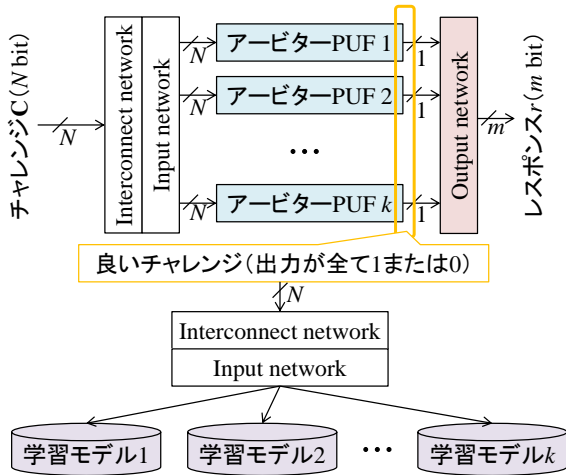 チャレンジC(N bit)
N
Interconnect network
Input network
N
アービターPUF 1
1
N
アービターPUF 2
1
…
N
アービターPUF k
1
Output network
m
レスポンスr(m bit)
良いチャレンジ(出力が全て1または0)
N
Interconnect network
Input network
学習モデル1
学習モデル2
…
学習モデルk